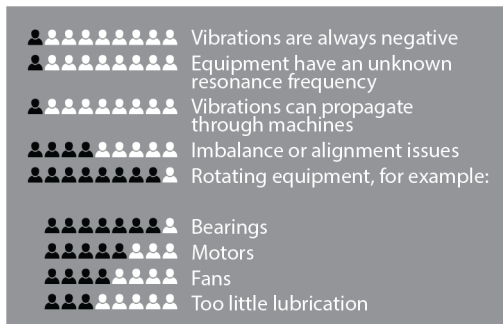 Vibrations are always negative
Equipment have an unknown
resonance frequency
Vibrations can propagate
through machines
Imbalance or alignment issues
Rotating equipment, for example:
Bearings
Motors
Fans
Too little lubrication